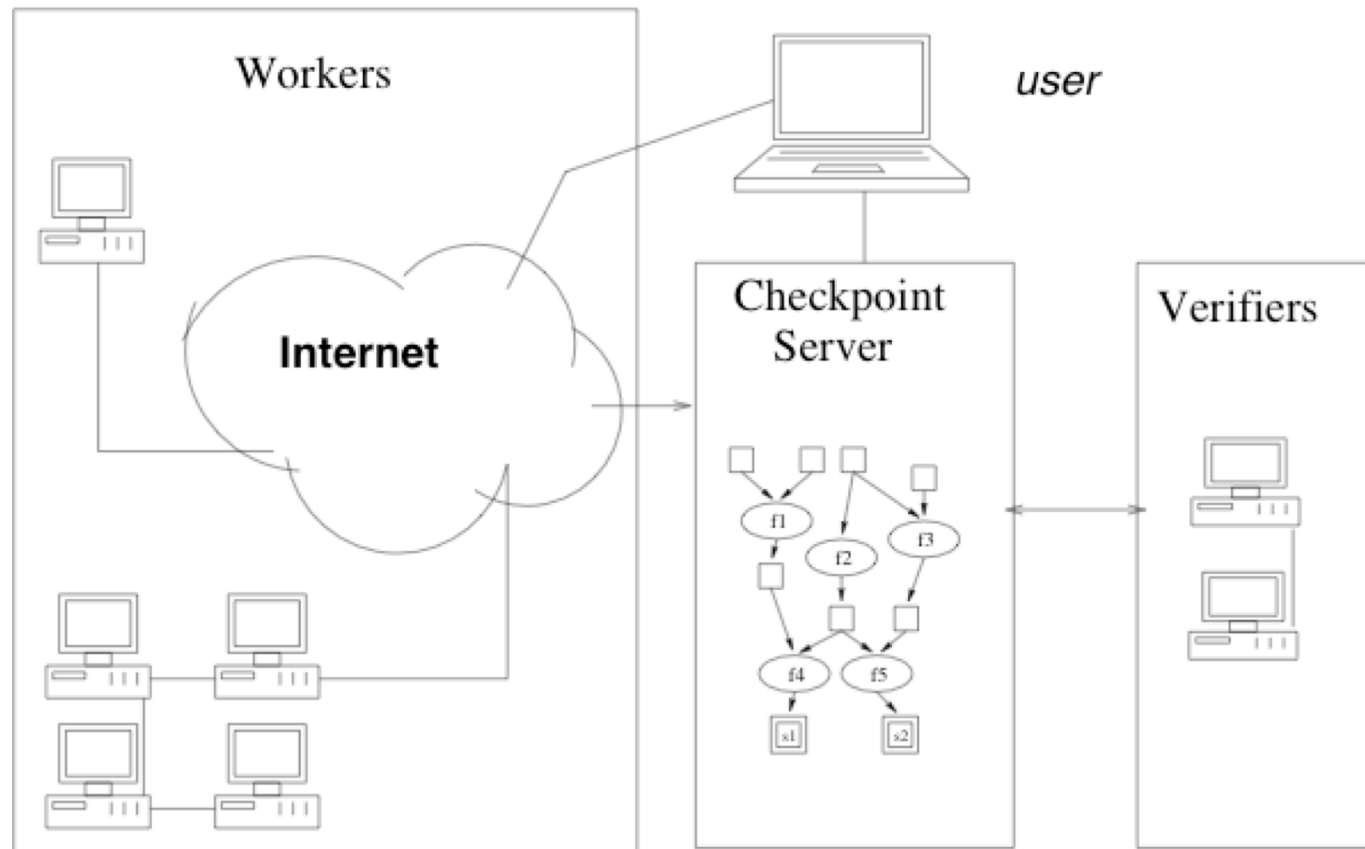 Workers
user
Internet
Checkpoint
Server
Verifiers
f1
f2
f3
f4
f5
s1
s2